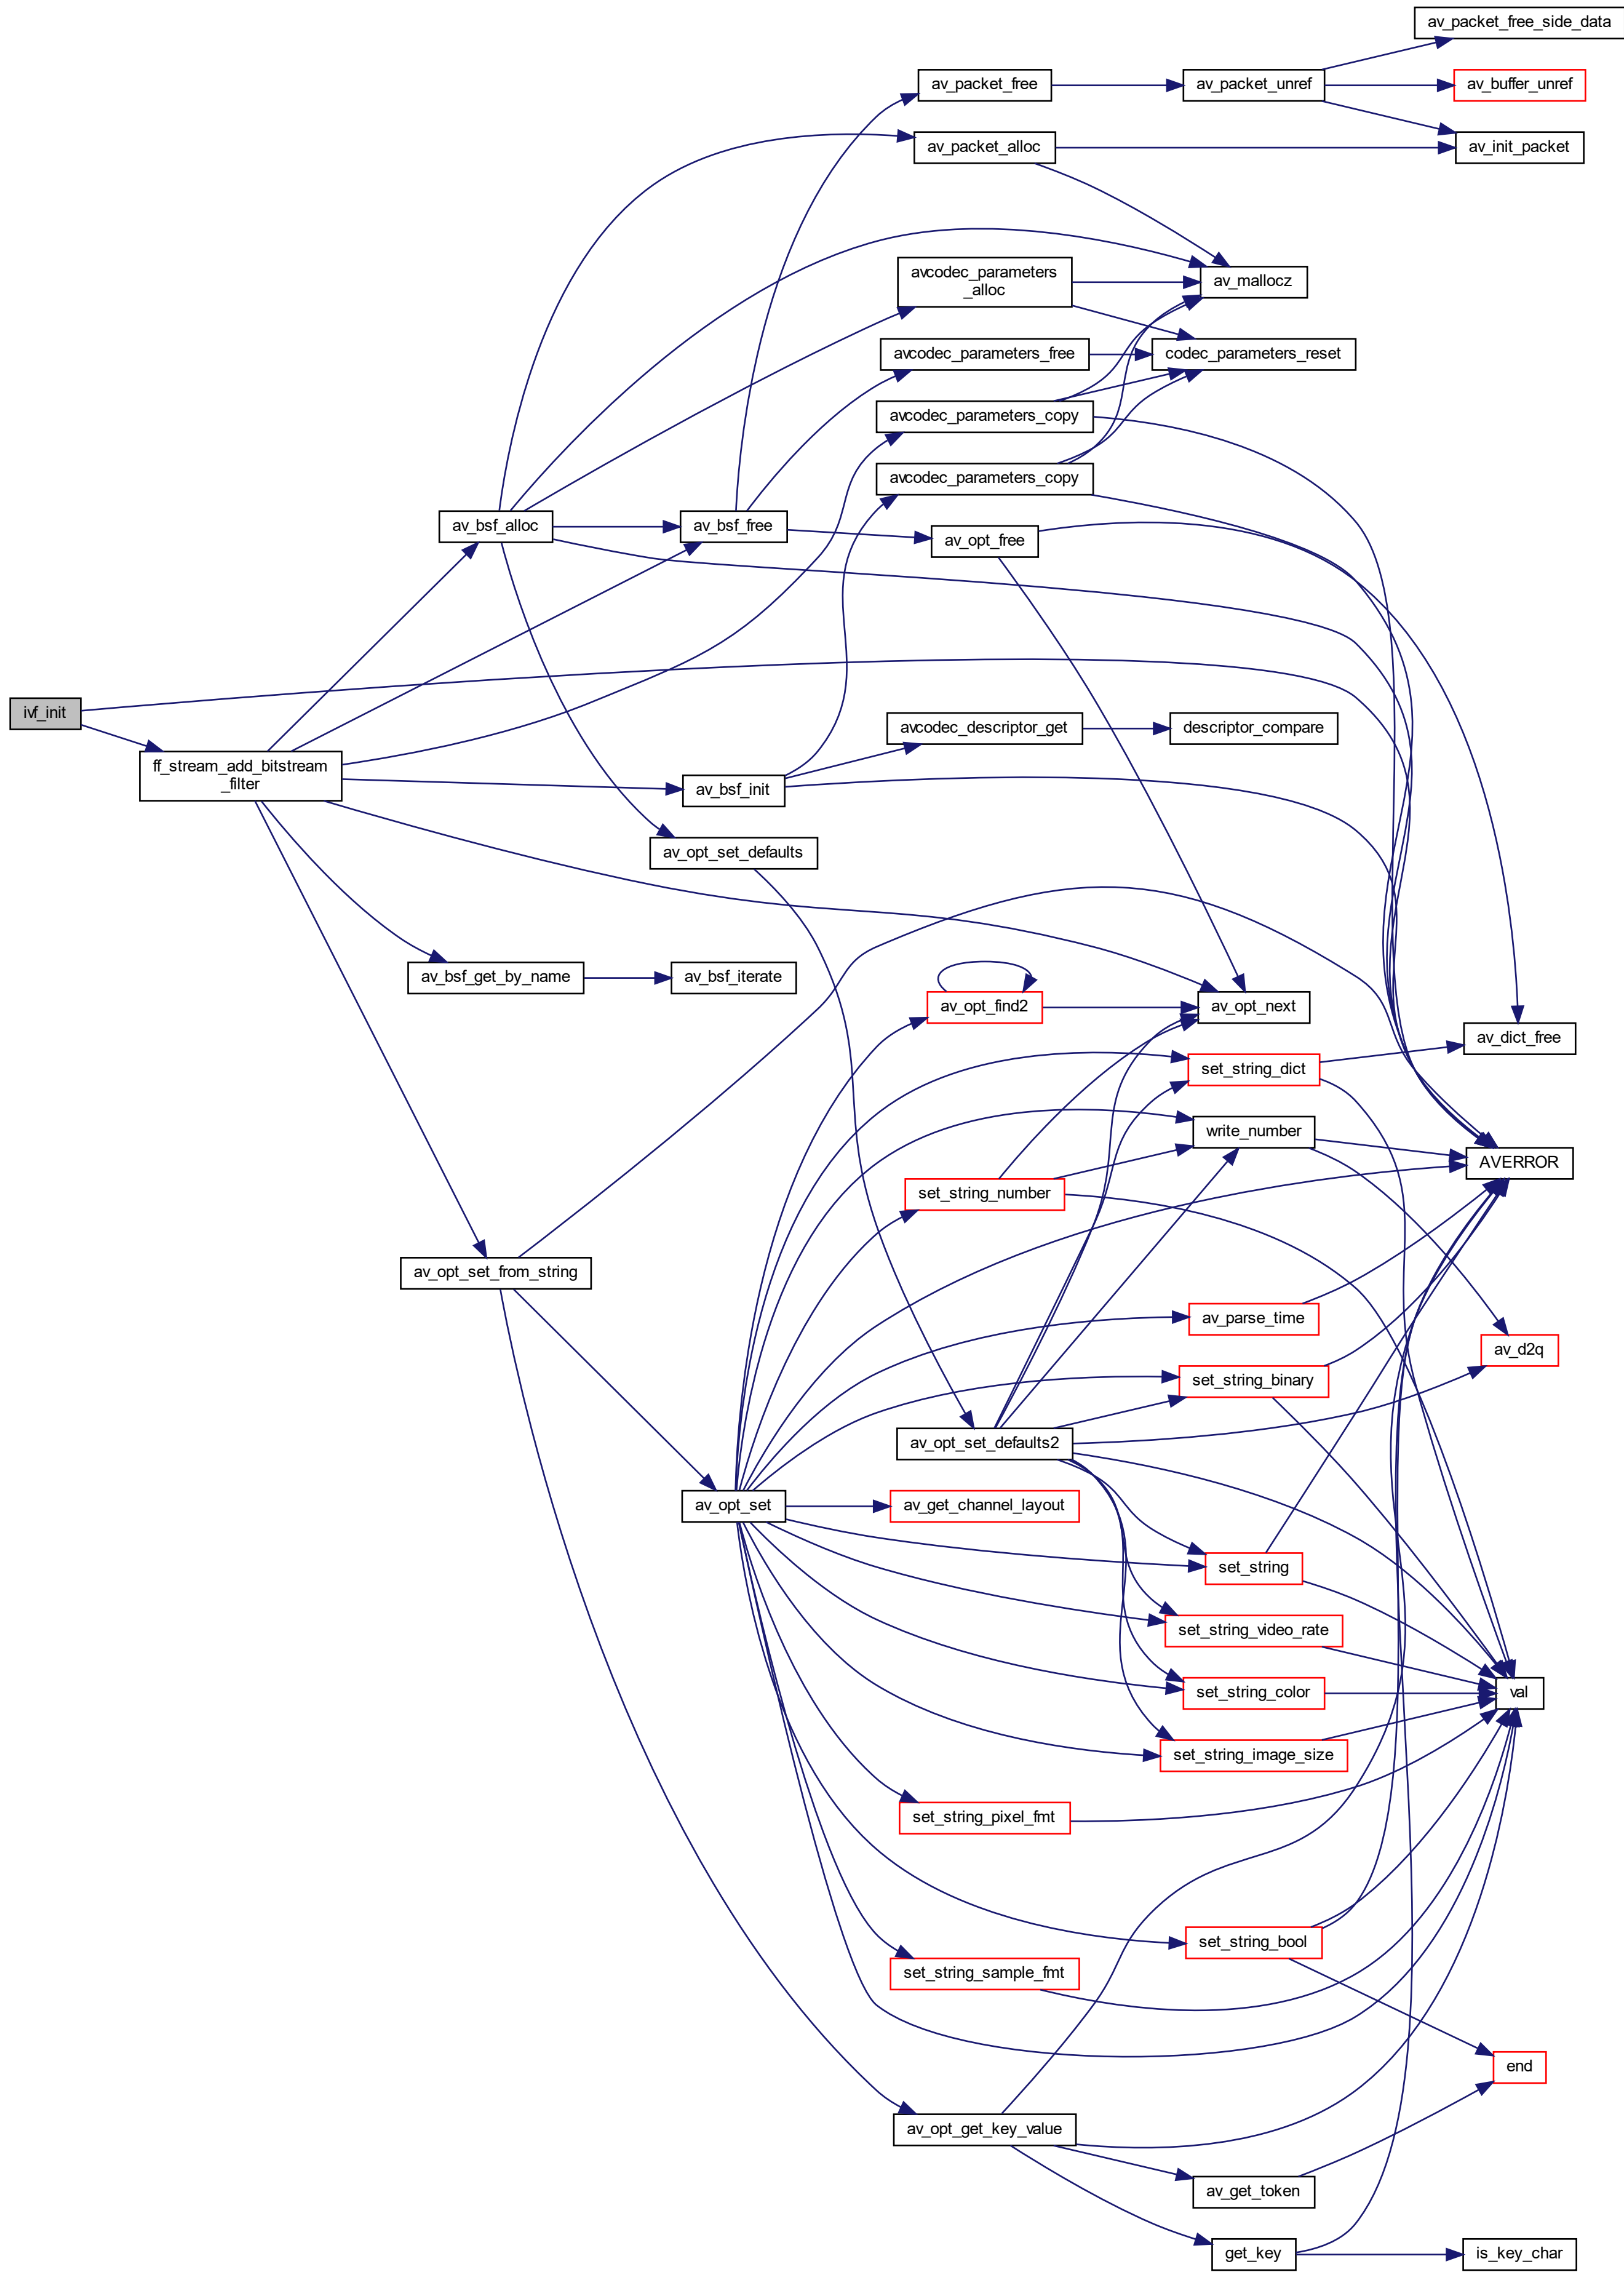 av_packet_free_side_data
av_packet_free
av_packet_unref
av_buffer_unref
av_packet_alloc
av_init_packet
avcodec_parameters
_alloc
av_mallocz
avcodec_parameters_free
codec_parameters_reset
avcodec_parameters_copy
avcodec_parameters_copy
av_bsf_alloc
av_bsf_free
av_opt_free
ivf_init
avcodec_descriptor_get
descriptor_compare
ff_stream_add_bitstream
_filter
av_bsf_init
av_opt_set_defaults
av_bsf_get_by_name
av_bsf_iterate
av_opt_find2
av_opt_next
av_dict_free
set_string_dict
write_number
AVERROR
set_string_number
av_opt_set_from_string
av_parse_time
av_d2q
set_string_binary
av_opt_set_defaults2
av_opt_set
av_get_channel_layout
set_string
set_string_video_rate
set_string_color
val
set_string_image_size
set_string_pixel_fmt
set_string_bool
set_string_sample_fmt
end
av_opt_get_key_value
av_get_token
get_key
is_key_char